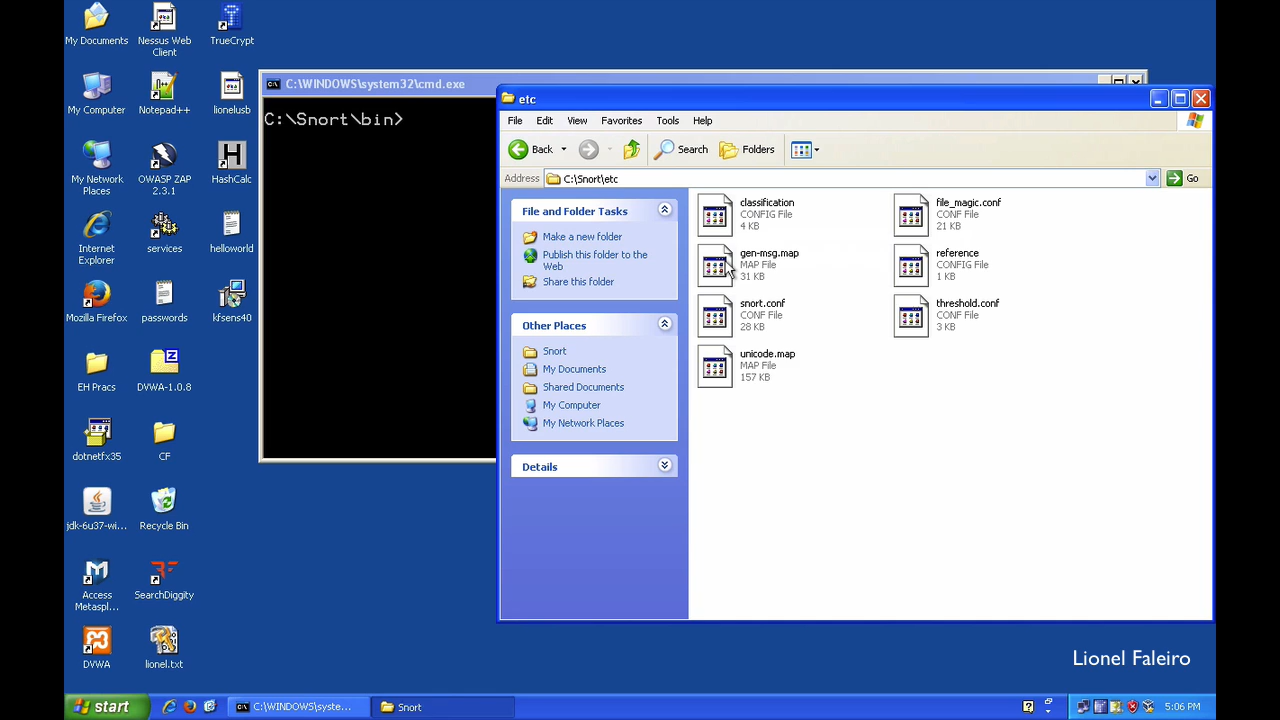 My Documents
Nessus Web
Client
TrueCrypt
My Computer
Notepad++
lionelusb
My Network
Places
OWASP ZAP
2.3.1
HashCalc
Internet
Explorer
services
helloworld
Mozilla Firefox
passwords
kfsens40
EH Pracs
DVWA-1.0.8
dotnetfx35
CF
jdk-6u37-wi...
Recycle Bin
Access
Metaspl...
SearchDiggity
DVWA
lionel.txt
C:\WINDOWS\system32\cmd.exe
C:\Snort\bin>
etc
File Edit View Favorites Tools Help
Back Search Folders
Address C:\Snort\etc Go
File and Folder Tasks
Make a new folder
Publish this folder to the
Web
Share this folder
Other Places
Snort
My Documents
Shared Documents
My Computer
My Network Places
Details
classification
CONFIG File
4 KB
file_magic.conf
CONF File
21 KB
gen-msg.map
MAP File
31 KB
reference
CONFIG File
1 KB
snort.conf
CONF File
28 KB
threshold.conf
CONF File
3 KB
unicode.map
MAP File
157 KB
Lionel Faleiro
start C:\WINDOWS\syste... Snort 5:06 PM